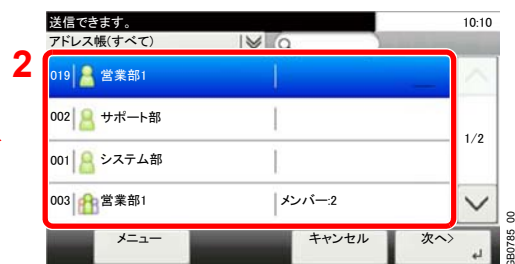 送信できます。 10:10
アドレス帳(すべて)
2
019 営業部1
002 サポート部
1/2
001 システム部
003 営業部1 メンバー:2
メニュー キャンセル 次へ>
GB0785 00